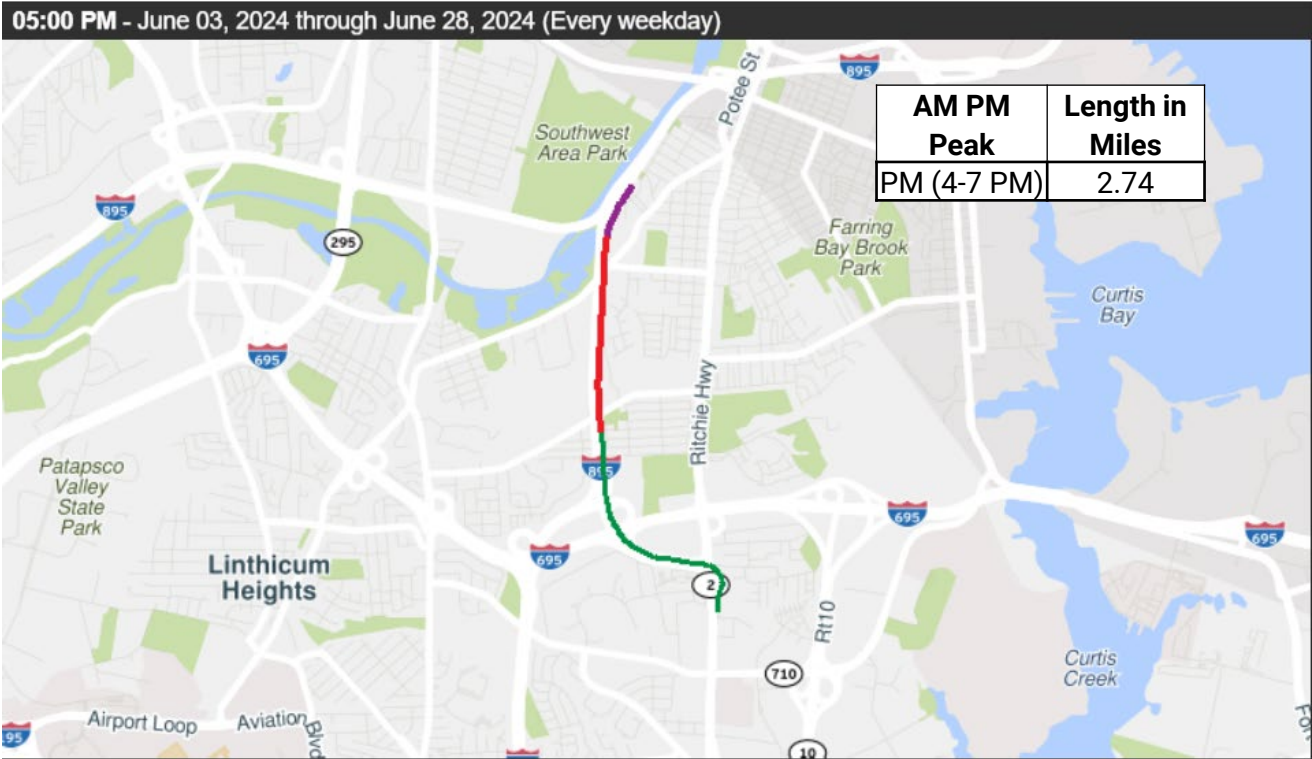 05:00 PM - June 03, 2024 through June 28, 2024 (Every weekday)
895
Potee St.
AM PM
Peak
Length in
Miles
PM (4-7 PM)
2.74
Southwest
Area Park
895
295
Farring
Bay Brook
Park
Curtis
Bay
695
Ritchie Hwy
Patapsco
Valley
State
Park
895
695
695
695
Linthicum
Heights
2
Rt10
710
Curtis
Creek
Airport Loop
Aviation
Blvd
195
10